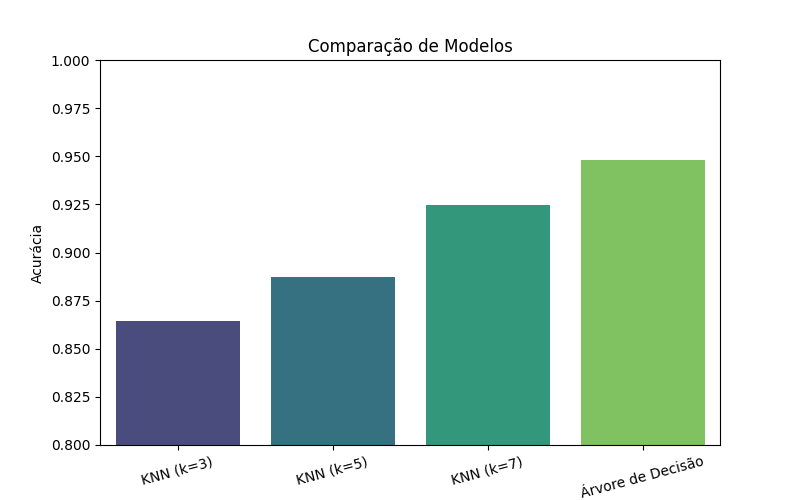 Comparação de Modelos
1.000
0.975
0.950
0.925
0.900
0.875
0.850
0.825
0.800
Acurácia
KNN (k=3)
KNN (k=5)
KNN (k=7)
Árvore de Decisão